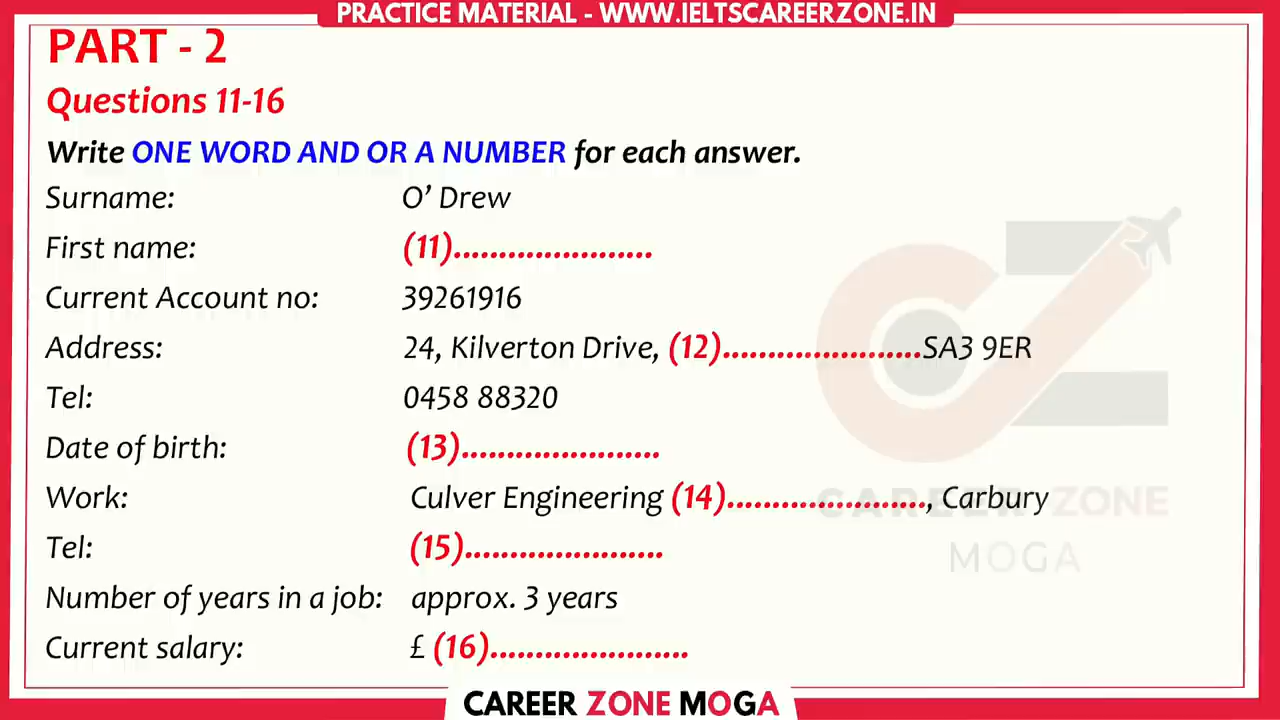 PRACTICE MATERIAL - WWW.IELTSCAREERZONE.IN
PART - 2
Questions 11-16
Write ONE WORD AND OR A NUMBER for each answer.
Surname: O’ Drew
First name: (11)......................
Current Account no: 39261916
Address: 24, Kilverton Drive, (12)......................SA3 9ER
Tel: 0458 88320
Date of birth: (13)......................
Work: Culver Engineering (14)......................, Carbury
Tel: (15)......................
Number of years in a job: approx. 3 years
Current salary: £ (16)......................
CAREER ZONE
MOGA
CAREER ZONE MOGA